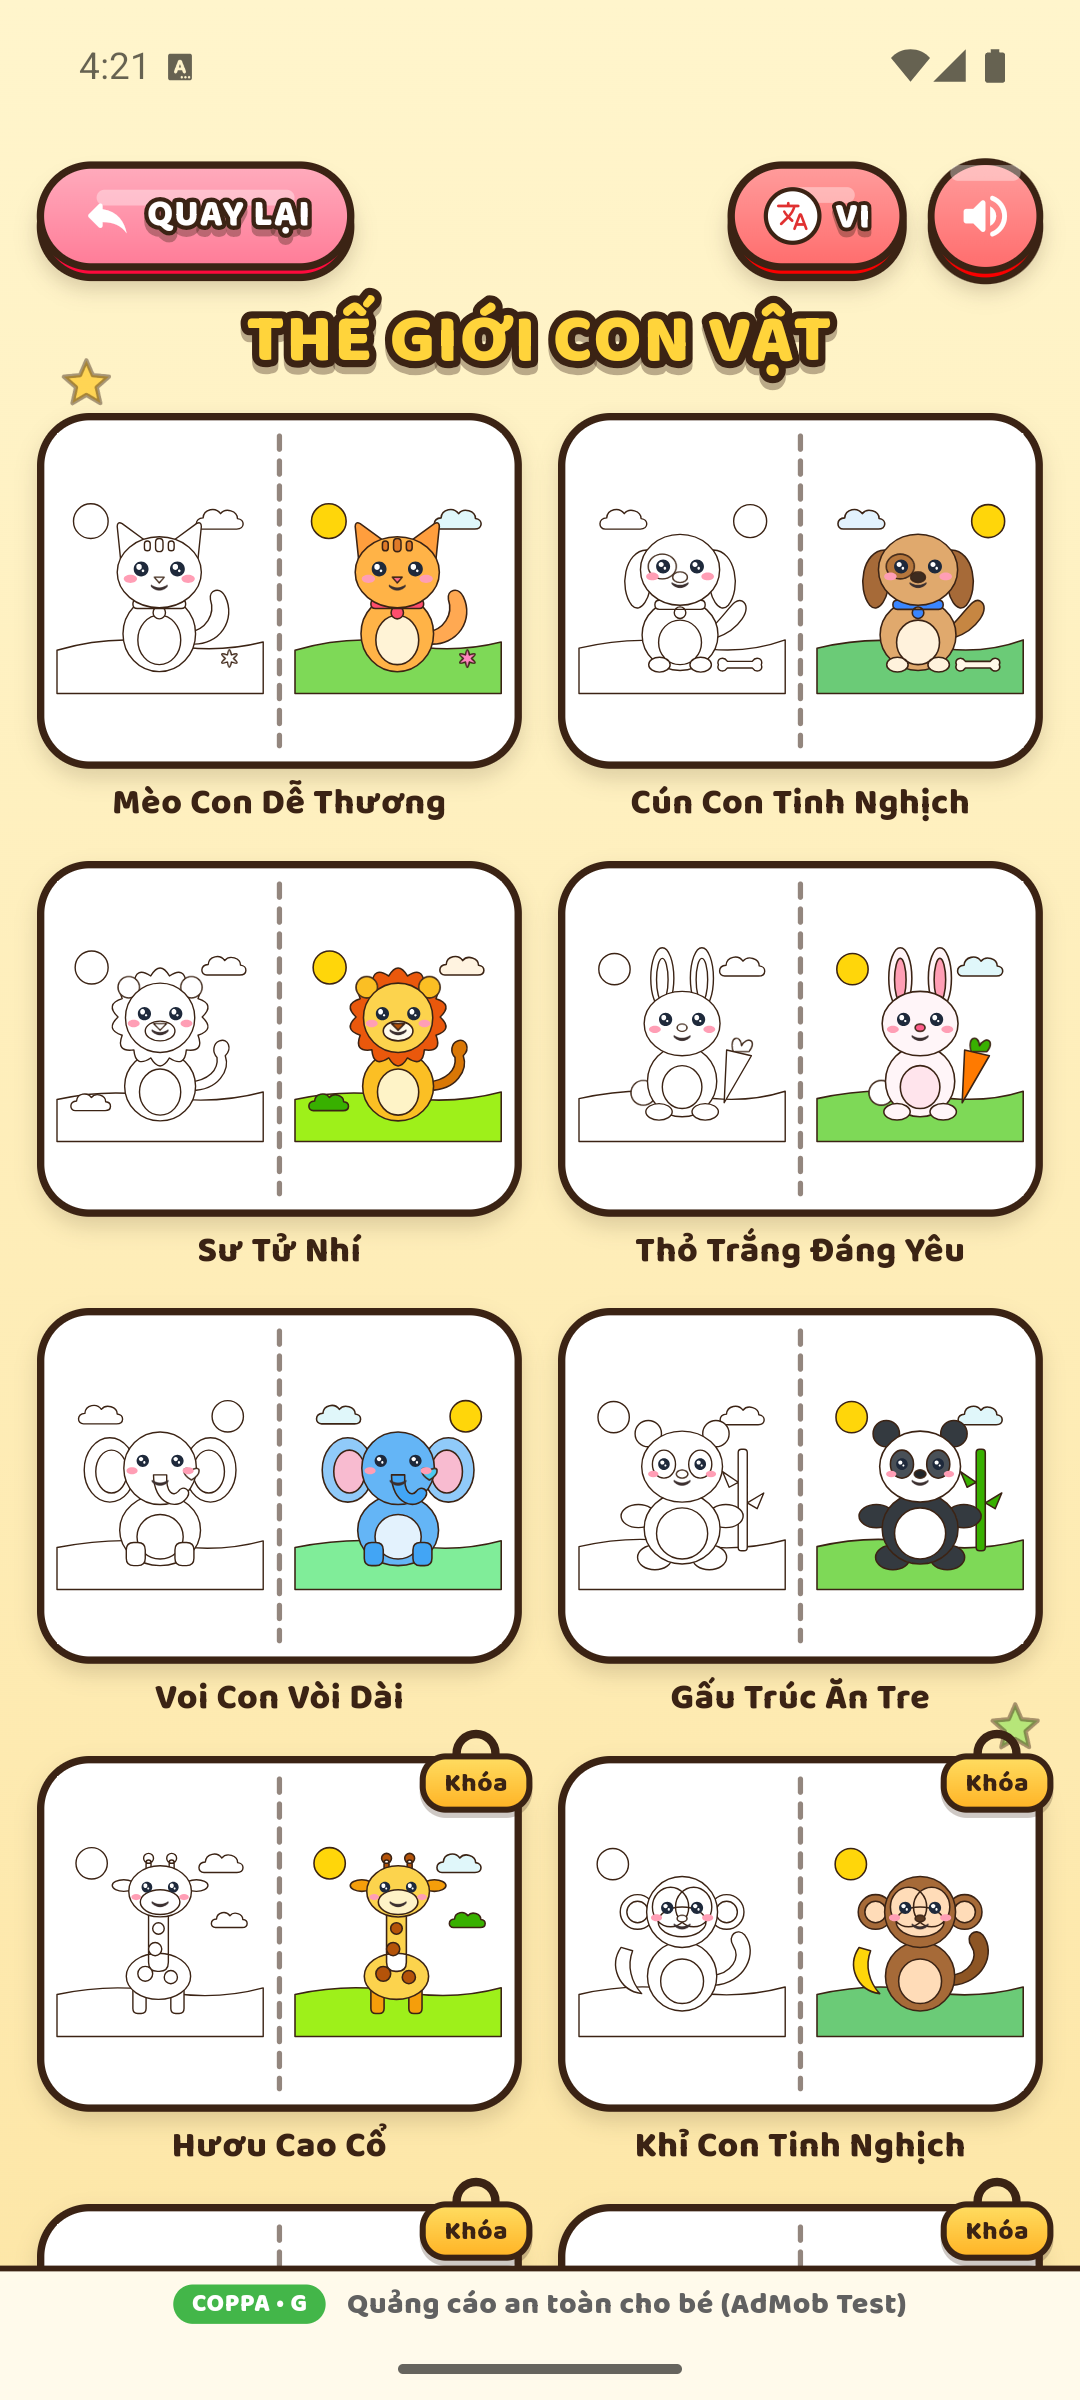 4:21
QUAY LẠI
VI
THẾ GIỚI CON VẬT
Mèo Con Dễ Thương
Cún Con Tinh Nghịch
Sư Tử Nhí
Thỏ Trắng Đáng Yêu
Voi Con Vòi Dài
Gấu Trúc Ăn Tre
Khóa
Khóa
Hươu Cao Cổ
Khỉ Con Tinh Nghịch
Khóa
Khóa
COPPA • G
Quảng cáo an toàn cho bé (AdMob Test)